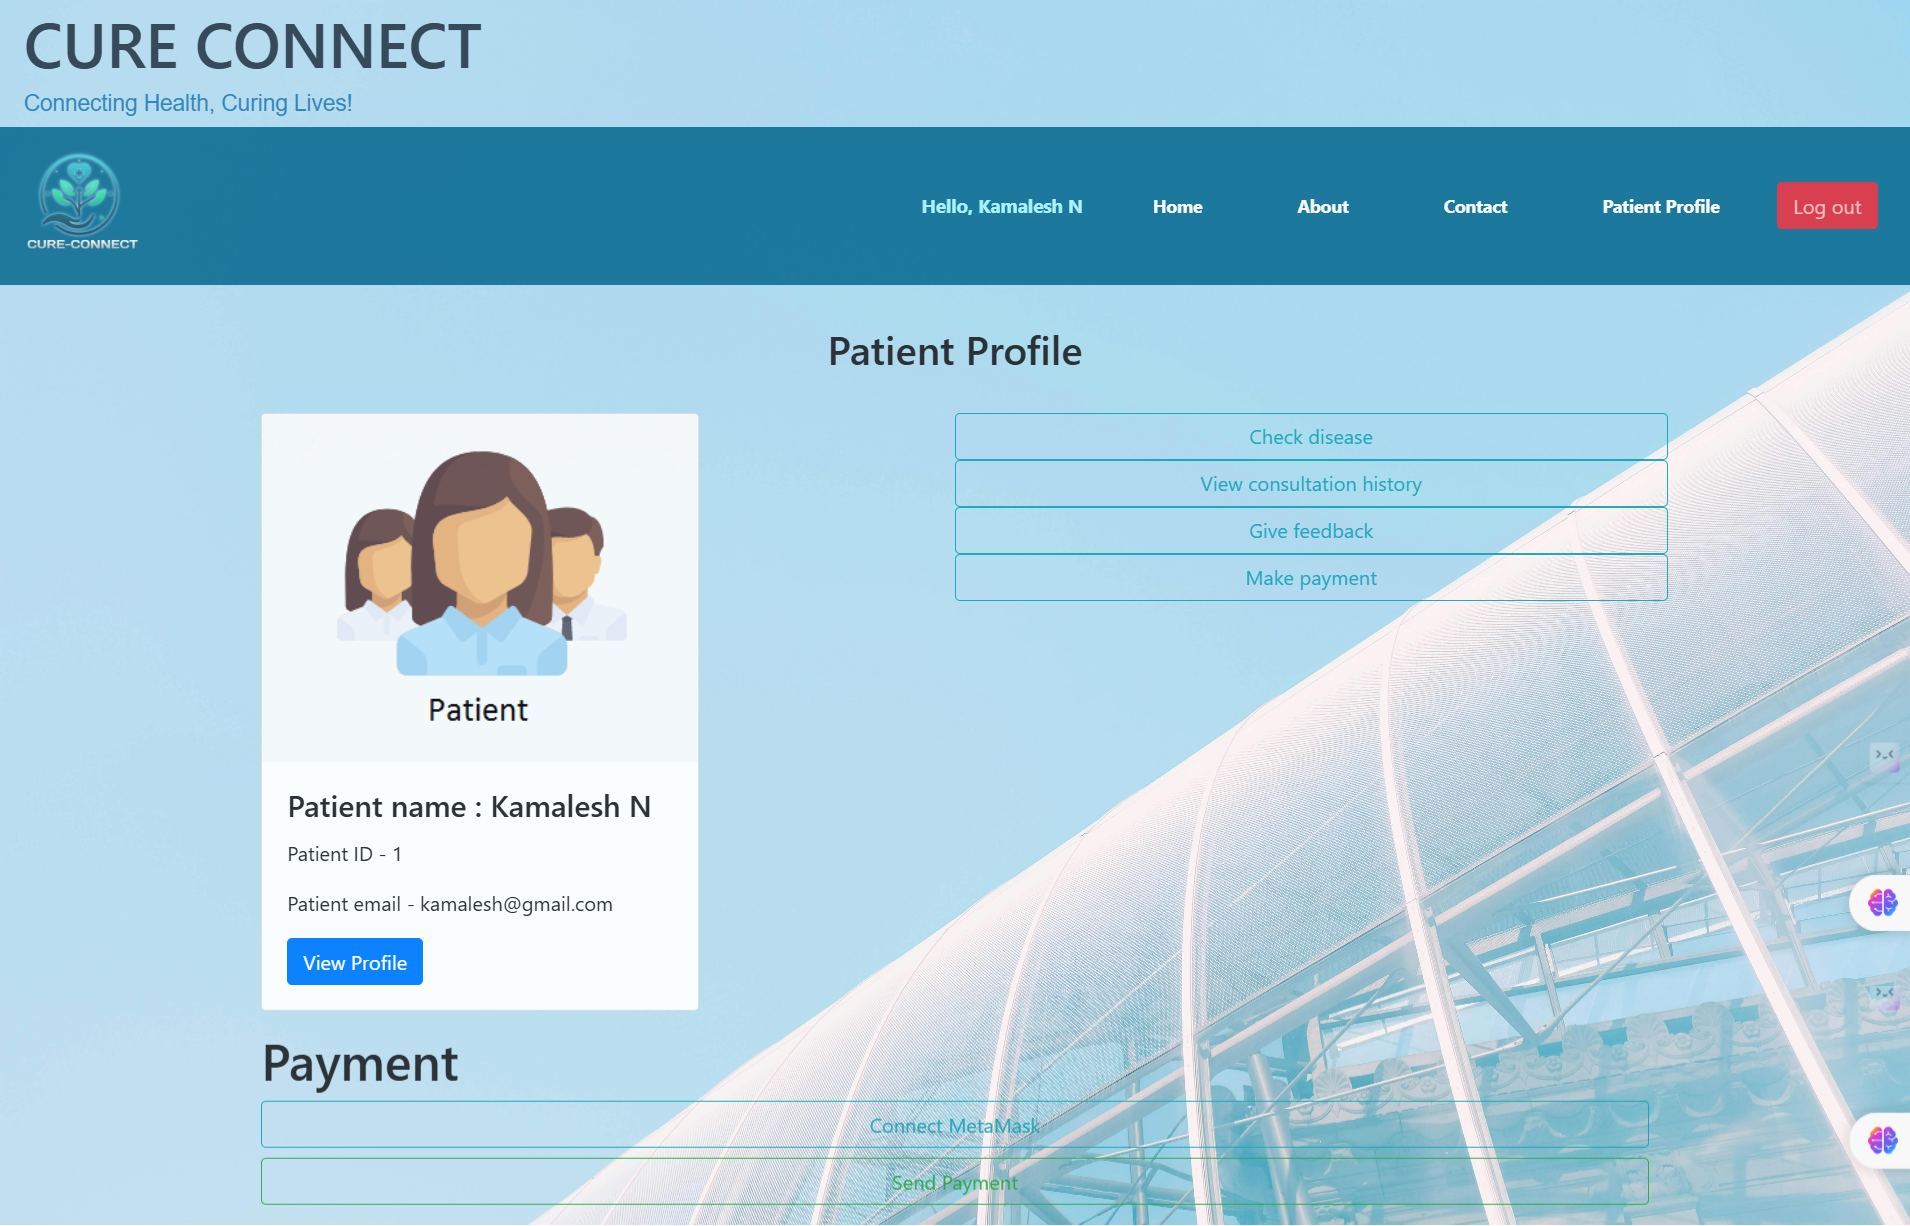 CURE CONNECT
Connecting Health, Curing Lives!
CURE-CONNECT
Hello, Kamalesh N
Home
About
Contact
Patient Profile
Log out
Patient Profile
Patient
Patient name : Kamalesh N
Patient ID - 1
Patient email - kamalesh@gmail.com
View Profile
Check disease
View consultation history
Give feedback
Make payment
Payment
Connect MetaMask
Send Payment